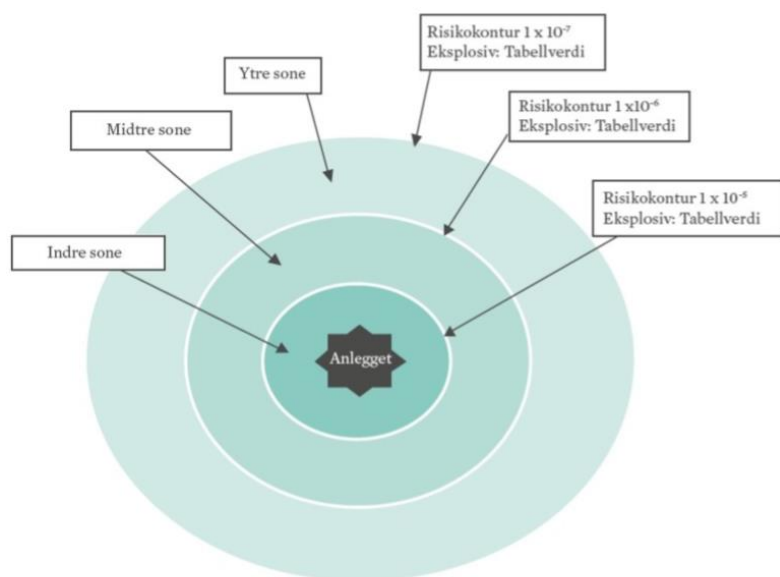 Risikokontur 1 x 10⁻⁷
Eksplosiv: Tabellverdi
Ytre sone
Risikokontur 1 x10⁻⁶
Eksplosiv: Tabellverdi
Midtre sone
Risikokontur 1 x 10⁻⁵
Eksplosiv: Tabellverdi
Indre sone
Anlegget